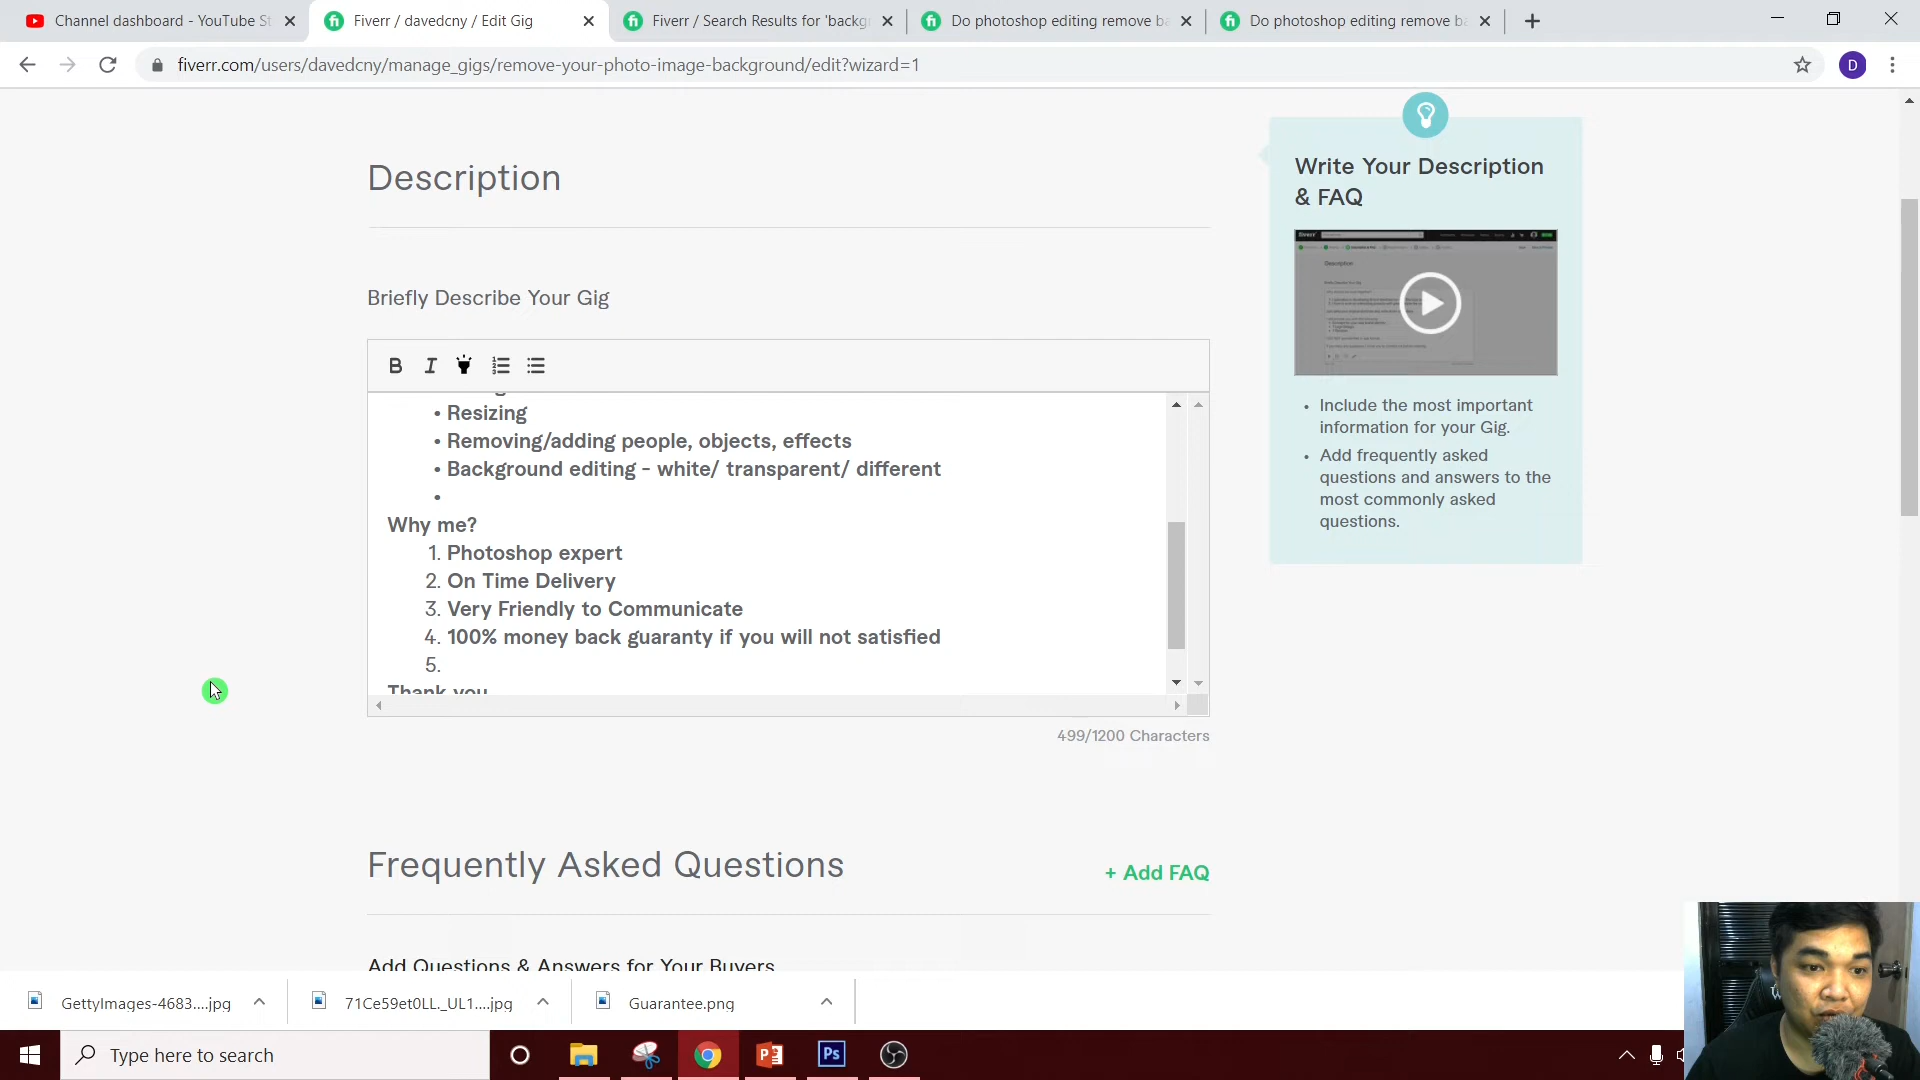 Channel dashboard - YouTube St
Fiverr / davedcny / Edit Gig
Fiverr / Search Results for 'backgr
Do photoshop editing remove ba
Do photoshop editing remove ba
fiverr.com/users/davedcny/manage_gigs/remove-your-photo-image-background/edit?wizard=1
D
Description
Briefly Describe Your Gig
B I
• Resizing
• Removing/adding people, objects, effects
• Background editing - white/ transparent/ different
•
Why me?
1. Photoshop expert
2. On Time Delivery
3. Very Friendly to Communicate
4. 100% money back guaranty if you will not satisfied
5.
Thank you
499/1200 Characters
Write Your Description
& FAQ
• Include the most important
information for your Gig.
• Add frequently asked
questions and answers to the
most commonly asked
questions.
Frequently Asked Questions
+ Add FAQ
Add Questions & Answers for Your Buyers
GettyImages-4683....jpg
71Ce59et0LL._UL1....jpg
Guarantee.png
Type here to search
Ps